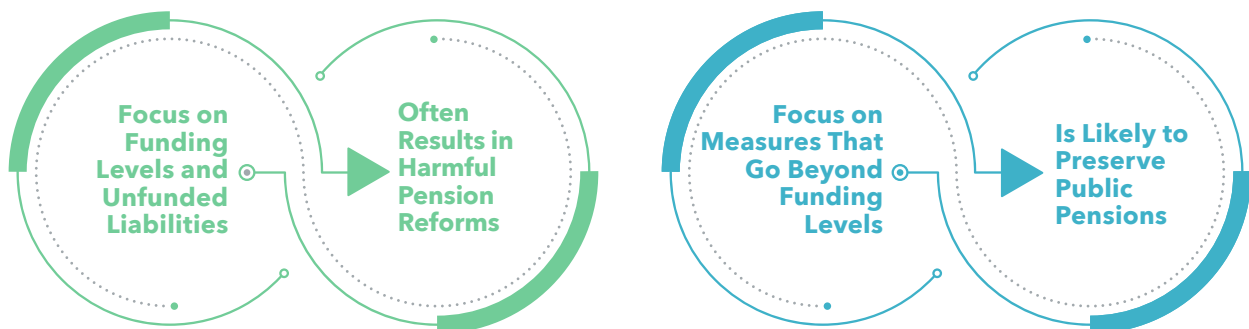 Focus on
Funding
Levels and
Unfunded
Liabilities
Often
Results in
Harmful
Pension
Reforms
Focus on
Measures That
Go Beyond
Funding
Levels
Is Likely to
Preserve
Public
Pensions